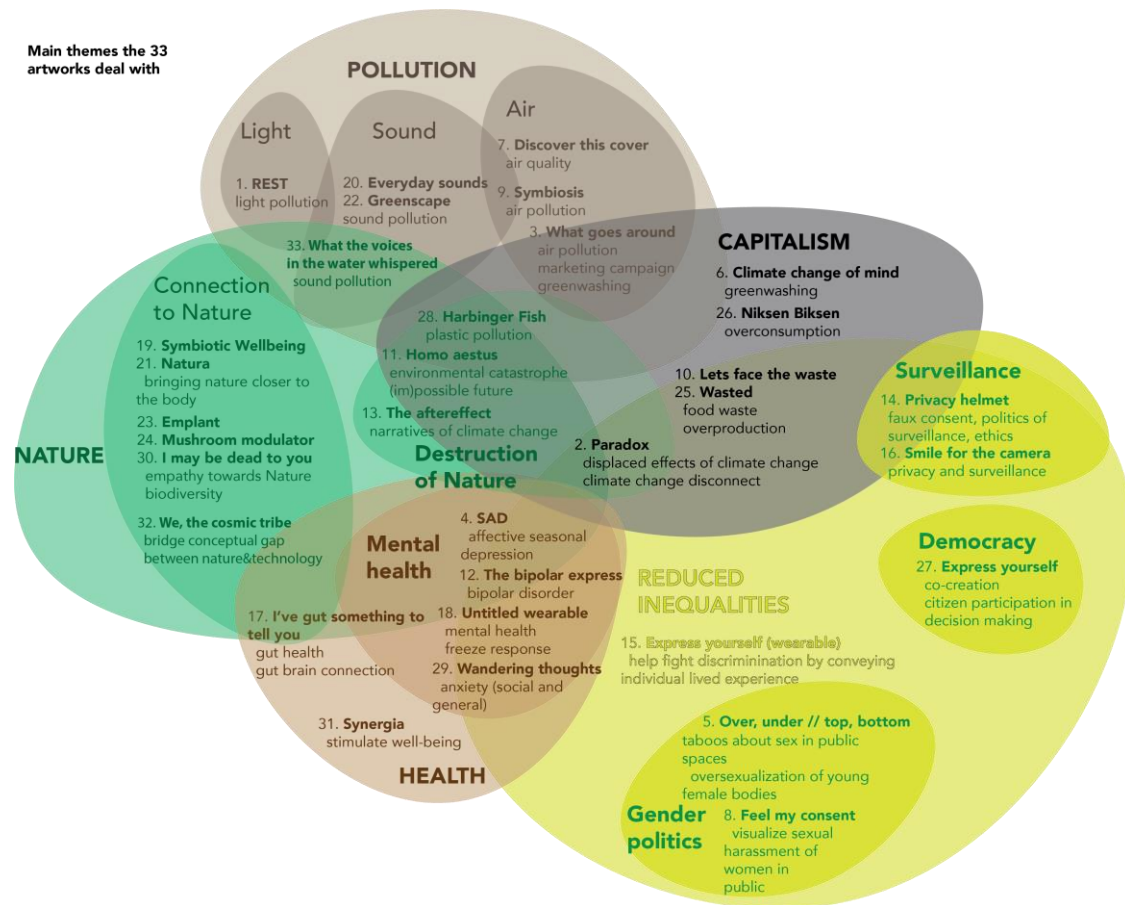 Main themes the 33
artworks deal with
POLLUTION
Light
Sound
Air
1. REST
light pollution
20. Everyday sounds
22. Greenscape
sound pollution
7. Discover this cover
air quality
9. Symbiosis
air pollution
3. What goes around
air pollution
marketing campaign
greenwashing
33. What the voices
in the water whispered
sound pollution
CAPITALISM
6. Climate change of mind
greenwashing
26. Niksen Biksen
overconsumption
10. Lets face the waste
25. Wasted
food waste
overproduction
2. Paradox
displaced effects of climate change
climate change disconnect
NATURE
Connection
to Nature
19. Symbiotic Wellbeing
21. Natura
bringing nature closer to
the body
23. Emplant
24. Mushroom modulator
30. I may be dead to you
empathy towards Nature
biodiversity
32. We, the cosmic tribe
bridge conceptual gap
between nature&technology
28. Harbinger Fish
plastic pollution
11. Homo aestus
environmental catastrophe
(im)possible future
13. The aftereffect
narratives of climate change
Destruction
of Nature
Surveillance
14. Privacy helmet
faux consent, politics of
surveillance, ethics
16. Smile for the camera
privacy and surveillance
Democracy
27. Express yourself
co-creation
citizen participation in
decision making
REDUCED
INEQUALITIES
15. Express yourself (wearable)
help fight discriminination by conveying
individual lived experience
Mental
health
4. SAD
affective seasonal
depression
12. The bipolar express
bipolar disorder
18. Untitled wearable
mental health
freeze response
29. Wandering thoughts
anxiety (social and
general)
17. I've gut something to
tell you
gut health
gut brain connection
31. Synergia
stimulate well-being
HEALTH
5. Over, under // top, bottom
taboos about sex in public
spaces
oversexualization of young
female bodies
Gender
politics
8. Feel my consent
visualize sexual
harassment of
women in
public